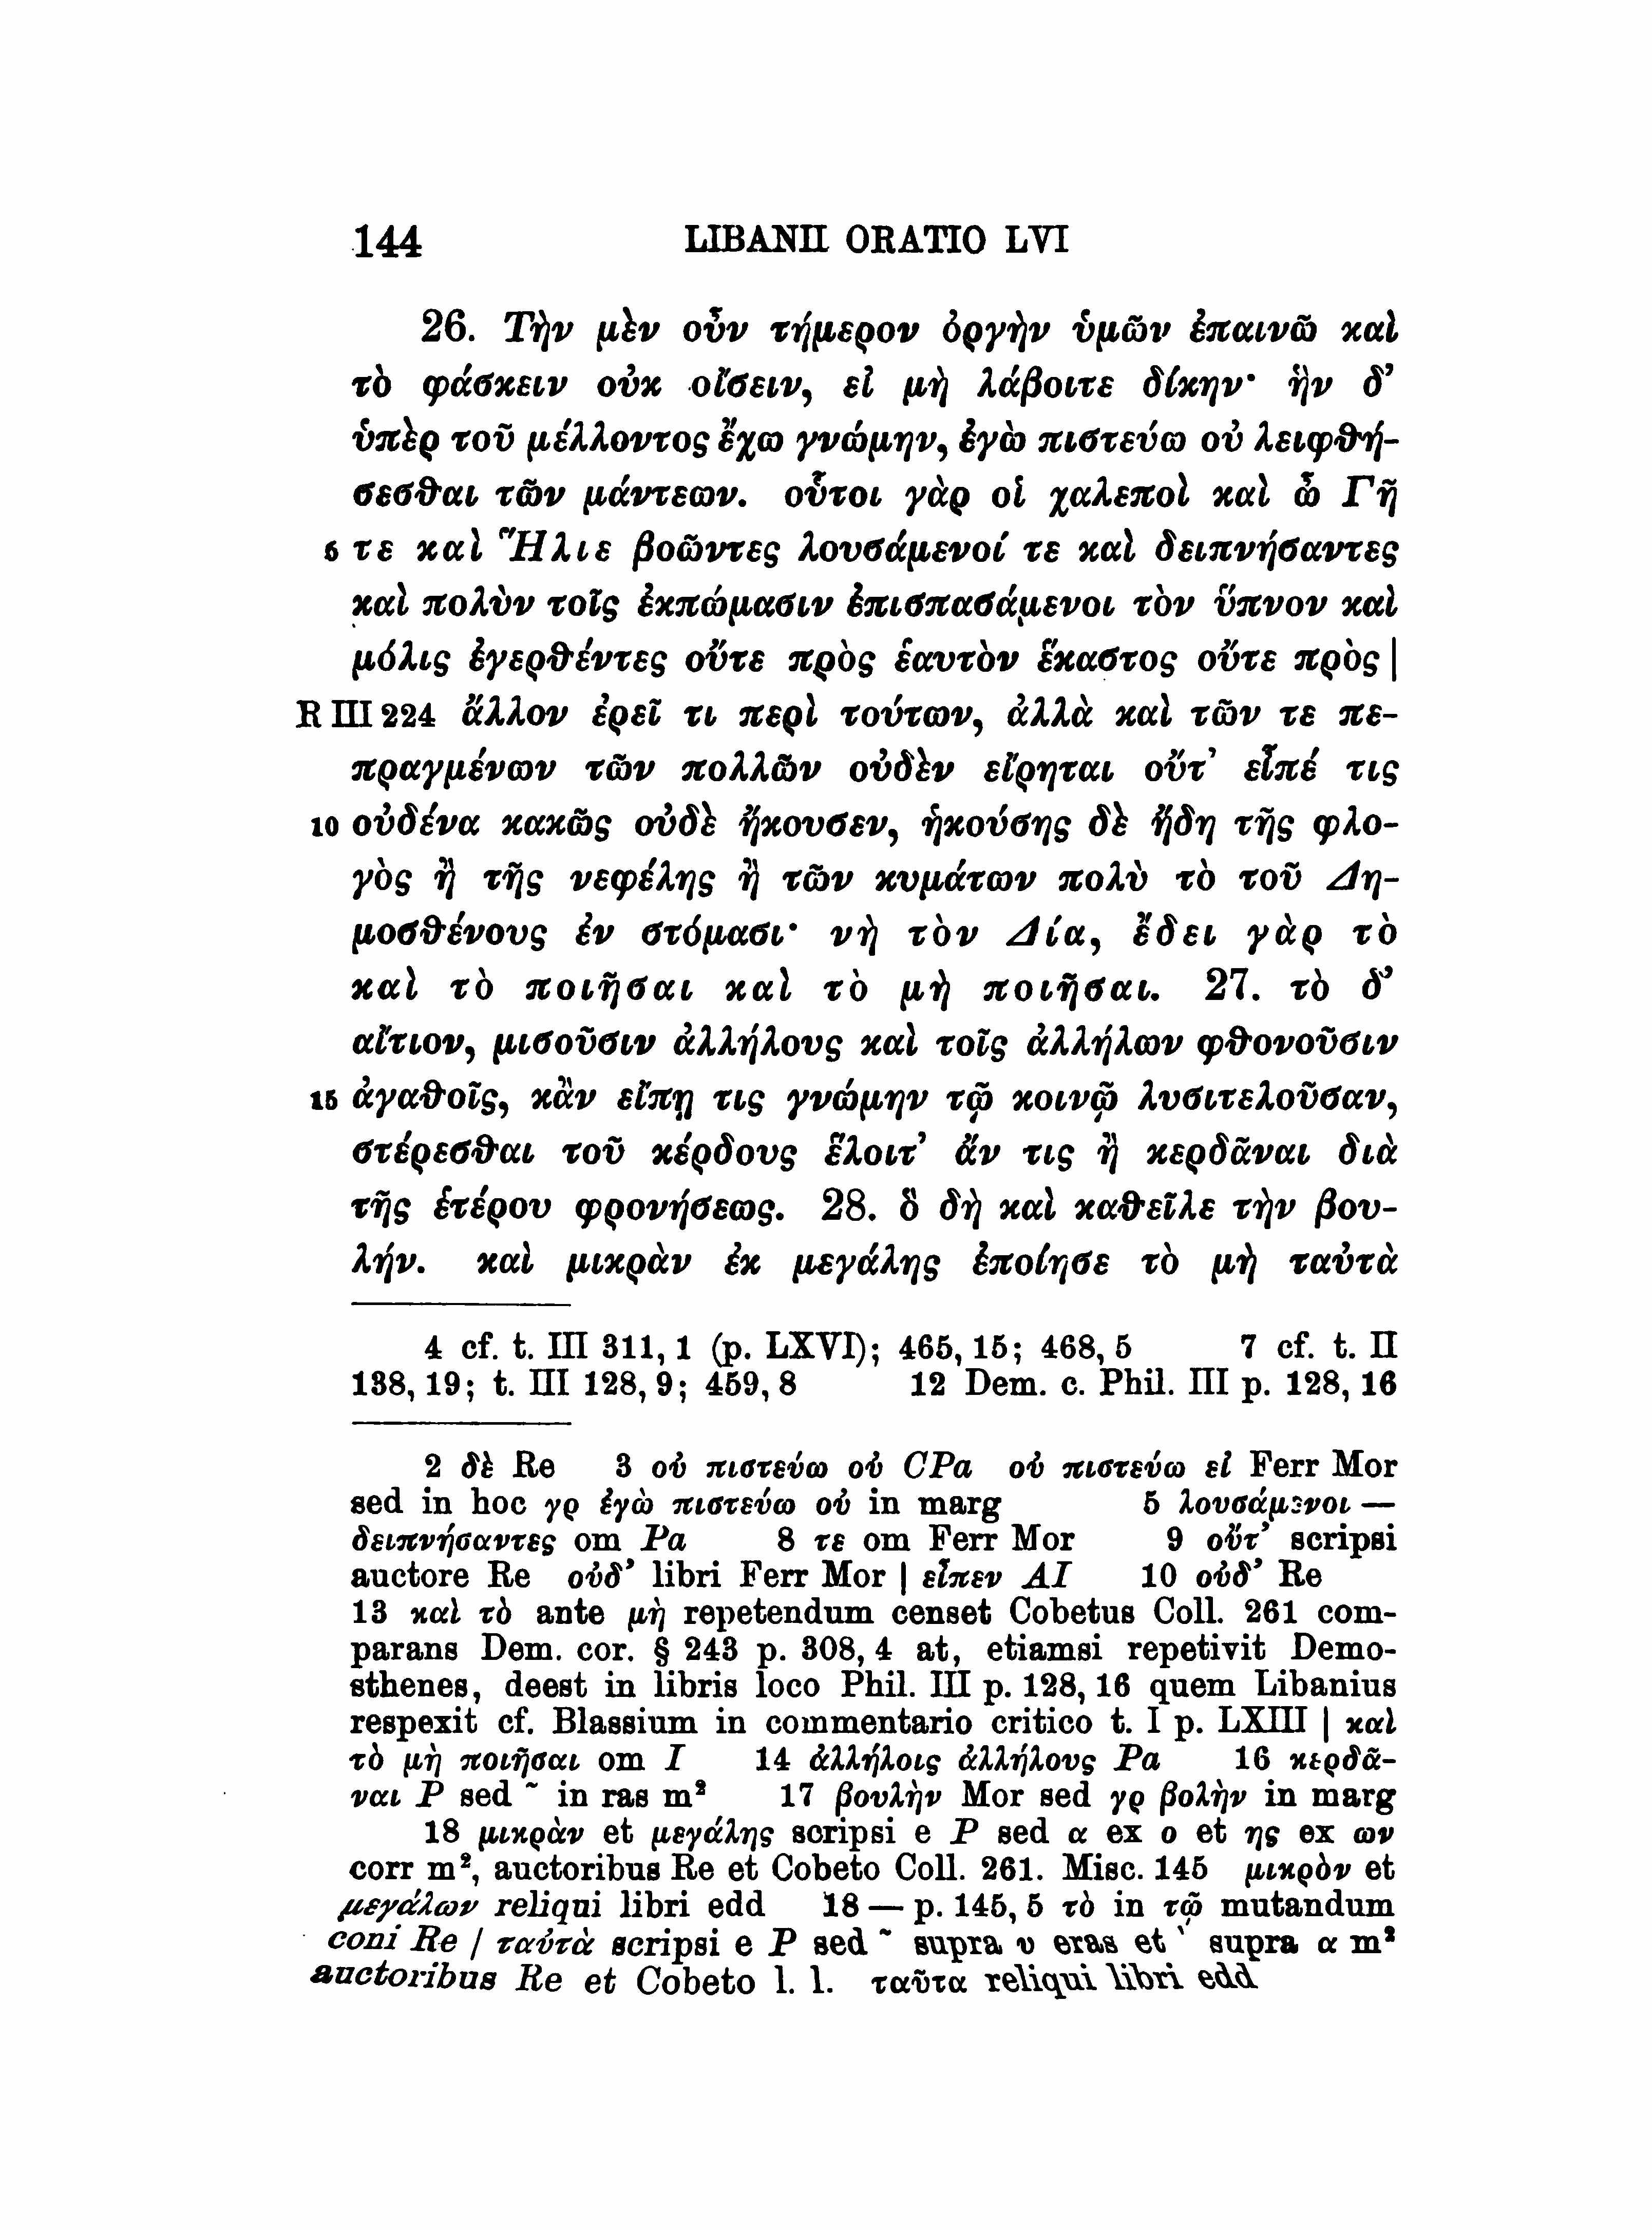 144 LIBANII ORATIO LVI
26. Τὴν μὲν οὖν τήμερον ὀργὴν ὑμῶν ἐπαινῶ καὶ
τὸ φάσκειν οὐκ οἴσειν, εἰ μὴ λάβοιτε δίκην· ἣν δ’
ὑπὲρ τοῦ μέλλοντος ἔχω γνώμην, ἐγὼ πιστεύω οὐ λειφθή-
σεσθαι τῶν μάντεων. οὗτοι γὰρ οἱ χαλεποὶ καὶ ὦ Γῆ
5 τε καὶ Ἥλιε βοῶντες λουσάμενοί τε καὶ δειπνήσαντες
καὶ πολὺν τοῖς ἐκπώμασιν ἐπισπασάμενοι τὸν ὕπνον καὶ
μόλις ἐγερθέντες οὔτε πρὸς ἑαυτὸν ἕκαστος οὔτε πρὸς |
R III 224 ἄλλον ἐρεῖ τι περὶ τούτων, ἀλλὰ καὶ τῶν τε πε-
πραγμένων τῶν πολλῶν οὐδὲν εἴρηται οὔτ’ εἶπέ τις
10 οὐδένα κακῶς οὐδὲ ἤκουσεν, ἡκούσης δὲ ἤδη τῆς φλο-
γὸς ἢ τῆς νεφέλης ἢ τῶν κυμάτων πολὺ τὸ τοῦ Δη-
μοσθένους ἐν στόμασι· νὴ τὸν Δία, ἔδει γὰρ τὸ
καὶ τὸ ποιῆσαι καὶ τὸ μὴ ποιῆσαι. 27. τὸ δ’
αἴτιον, μισοῦσιν ἀλλήλους καὶ τοῖς ἀλλήλων φθονοῦσιν
15 ἀγαθοῖς, κἂν εἴπῃ τις γνώμην τῷ κοινῷ λυσιτελοῦσαν,
στέρεσθαι τοῦ κέρδους ἕλοιτ’ ἄν τις ἢ κερδᾶναι διὰ
τῆς ἑτέρου φρονήσεως. 28. ὃ δὴ καὶ καθεῖλε τὴν βου-
λήν. καὶ μικρὰν ἐκ μεγάλης ἐποίησε τὸ μὴ ταὐτὰ
4 cf. t. III 311, 1 (p. LXVI); 465, 15; 468, 5 7 cf. t. II
138, 19; t. III 128, 9; 459, 8 12 Dem. c. Phil. III p. 128, 16
2 δὲ Re 3 οὐ πιστεύω οὐ CPa οὐ πιστεύω εἰ Ferr Mor
sed in hoc γρ ἐγὼ πιστεύω οὐ in marg 5 λουσάμενοι —
δειπνήσαντες om Pa 8 τε om Ferr Mor 9 οὔτ’ scripsi
auctore Re οὐδ’ libri Ferr Mor | εἶπεν AI 10 οὐδ’ Re
13 καὶ τὸ ante μὴ repetendum censet Cobetus Coll. 261 com-
parans Dem. cor. § 243 p. 308, 4 at, etiamsi repetivit Demo-
sthenes, deest in libris loco Phil. III p. 128, 16 quem Libanius
respexit cf. Blassium in commentario critico t. I p. LXIII | καὶ
τὸ μὴ ποιῆσαι om I 14 ἀλλήλοις ἀλλήλους Pa 16 κερδᾶ-
ναι P sed ˜ in ras m² 17 βουλὴν Mor sed γρ βολὴν in marg
18 μικρὰν et μεγάλης scripsi e P sed α ex ο et ης ex ων
corr m², auctoribus Re et Cobeto Coll. 261. Misc. 145 μικρὸν et
μεγάλων reliqui libri edd 18 — p. 145, 5 τὸ in τῷ mutandum
coni Re | ταὐτὰ scripsi e P sed ˜ supra υ eras et ` supra α m²
auctoribus Re et Cobeto l. l. ταῦτα reliqui libri edd